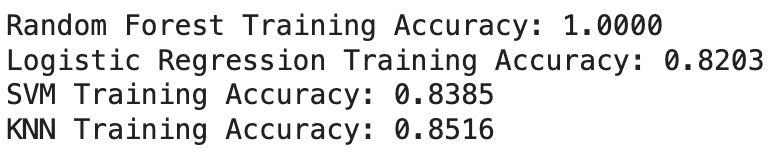 Random Forest Training Accuracy: 1.0000
Logistic Regression Training Accuracy: 0.8203
SVM Training Accuracy: 0.8385
KNN Training Accuracy: 0.8516